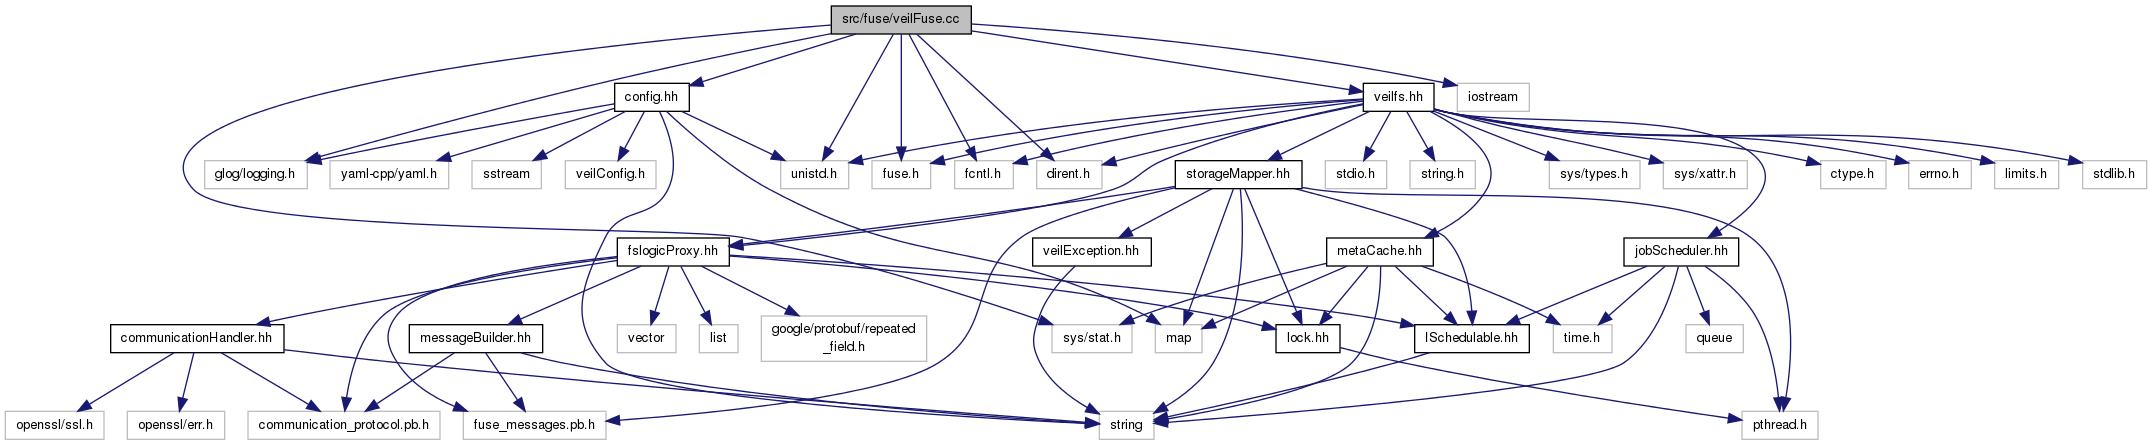 src/fuse/veilFuse.cc
config.hh
veilfs.hh
iostream
glog/logging.h
yaml-cpp/yaml.h
sstream
veilConfig.h
unistd.h
fuse.h
fcntl.h
dirent.h
storageMapper.hh
stdio.h
string.h
sys/types.h
sys/xattr.h
ctype.h
errno.h
limits.h
stdlib.h
fslogicProxy.hh
veilException.hh
metaCache.hh
jobScheduler.hh
communicationHandler.hh
messageBuilder.hh
vector
list
google/protobuf/repeated
_field.h
sys/stat.h
map
lock.hh
ISchedulable.hh
time.h
queue
openssl/ssl.h
openssl/err.h
communication_protocol.pb.h
fuse_messages.pb.h
string
pthread.h